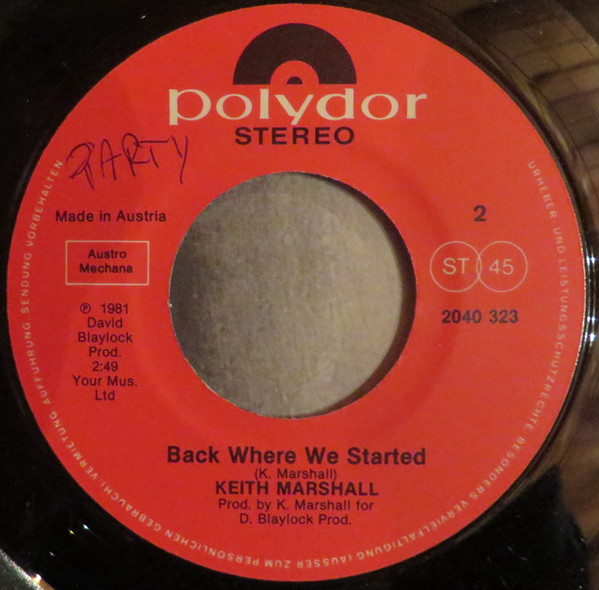 polydor
STEREO
PARTY
Made in Austria
2
Austro
Mechana
ST 45
℗ 1981
David
Blaylock
Prod.
2:49
Your Mus.
Ltd
2040 323
Back Where We Started
(K. Marshall)
KEITH MARSHALL
Prod. by K. Marshall for
D. Blaylock Prod.
URHEBER- UND LEISTUNGSSCHUTZRECHTE BESONDERS VERVIELFÄLTIGUNG (AUSSER ZUM PERSÖNLICHEN GEBRAUCH) VERMIETUNG AUFFÜHRUNG, SENDUNG VORBEHALTEN